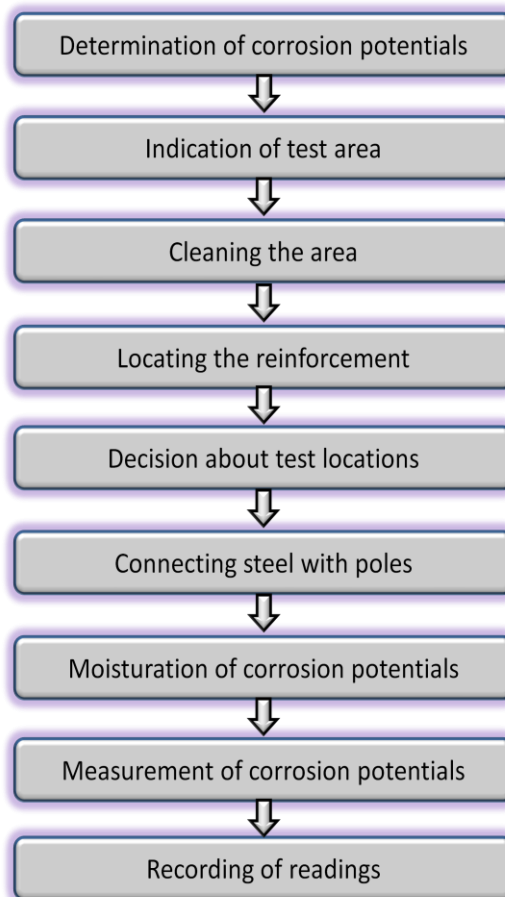 Determination of corrosion potentials
Indication of test area
Cleaning the area
Locating the reinforcement
Decision about test locations
Connecting steel with poles
Moisturation of corrosion potentials
Measurement of corrosion potentials
Recording of readings